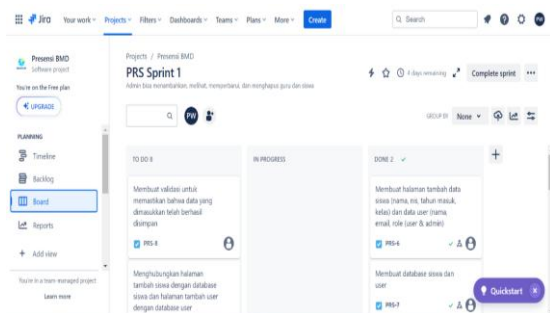 Jira Your work Projects Filters Dashboards Teams Plans More Create Search
Presensi BMD
Software project
You're on the Free plan
UPGRADE
PLANNING
Timeline
Backlog
Board
Reports
Add view
You're in a team-managed project
Learn more
Projects / Presensi BMD
PRS Sprint 1
Admin bisa menambahkan, melihat, memperbarui, dan menghapus guru dan siswa
PW
days remaining
Complete sprint
GROUP BY None
TO DO 8
Membuat validasi untuk
memastikan bahwa data yang
dimasukkan telah berhasil
disimpan
PRS-8
Menghubungkan halaman
tambah siswa dengan database
siswa dan halaman tambah user
dengan database user
IN PROGRESS
DONE 2
Membuat halaman tambah data
siswa (nama, nis, tahun masuk,
kelas) dan data user (nama,
email, role (user & admin)
PRS-6
Membuat database siswa dan
user
PRS-7
Quickstart